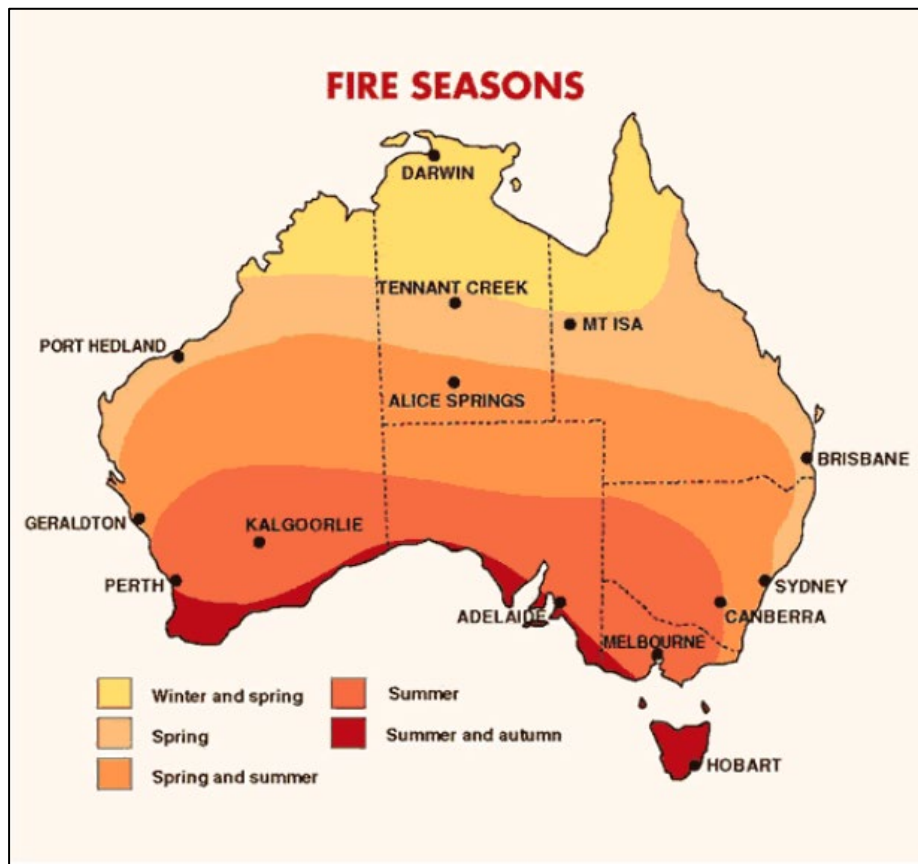 FIRE SEASONS
DARWIN
TENNANT CREEK
MT ISA
PORT HEDLAND
ALICE SPRINGS
BRISBANE
GERALDTON
KALGOORLIE
PERTH
SYDNEY
ADELAIDE
CANBERRA
MELBOURNE
Winter and spring
Summer
Spring
Summer and autumn
Spring and summer
HOBART